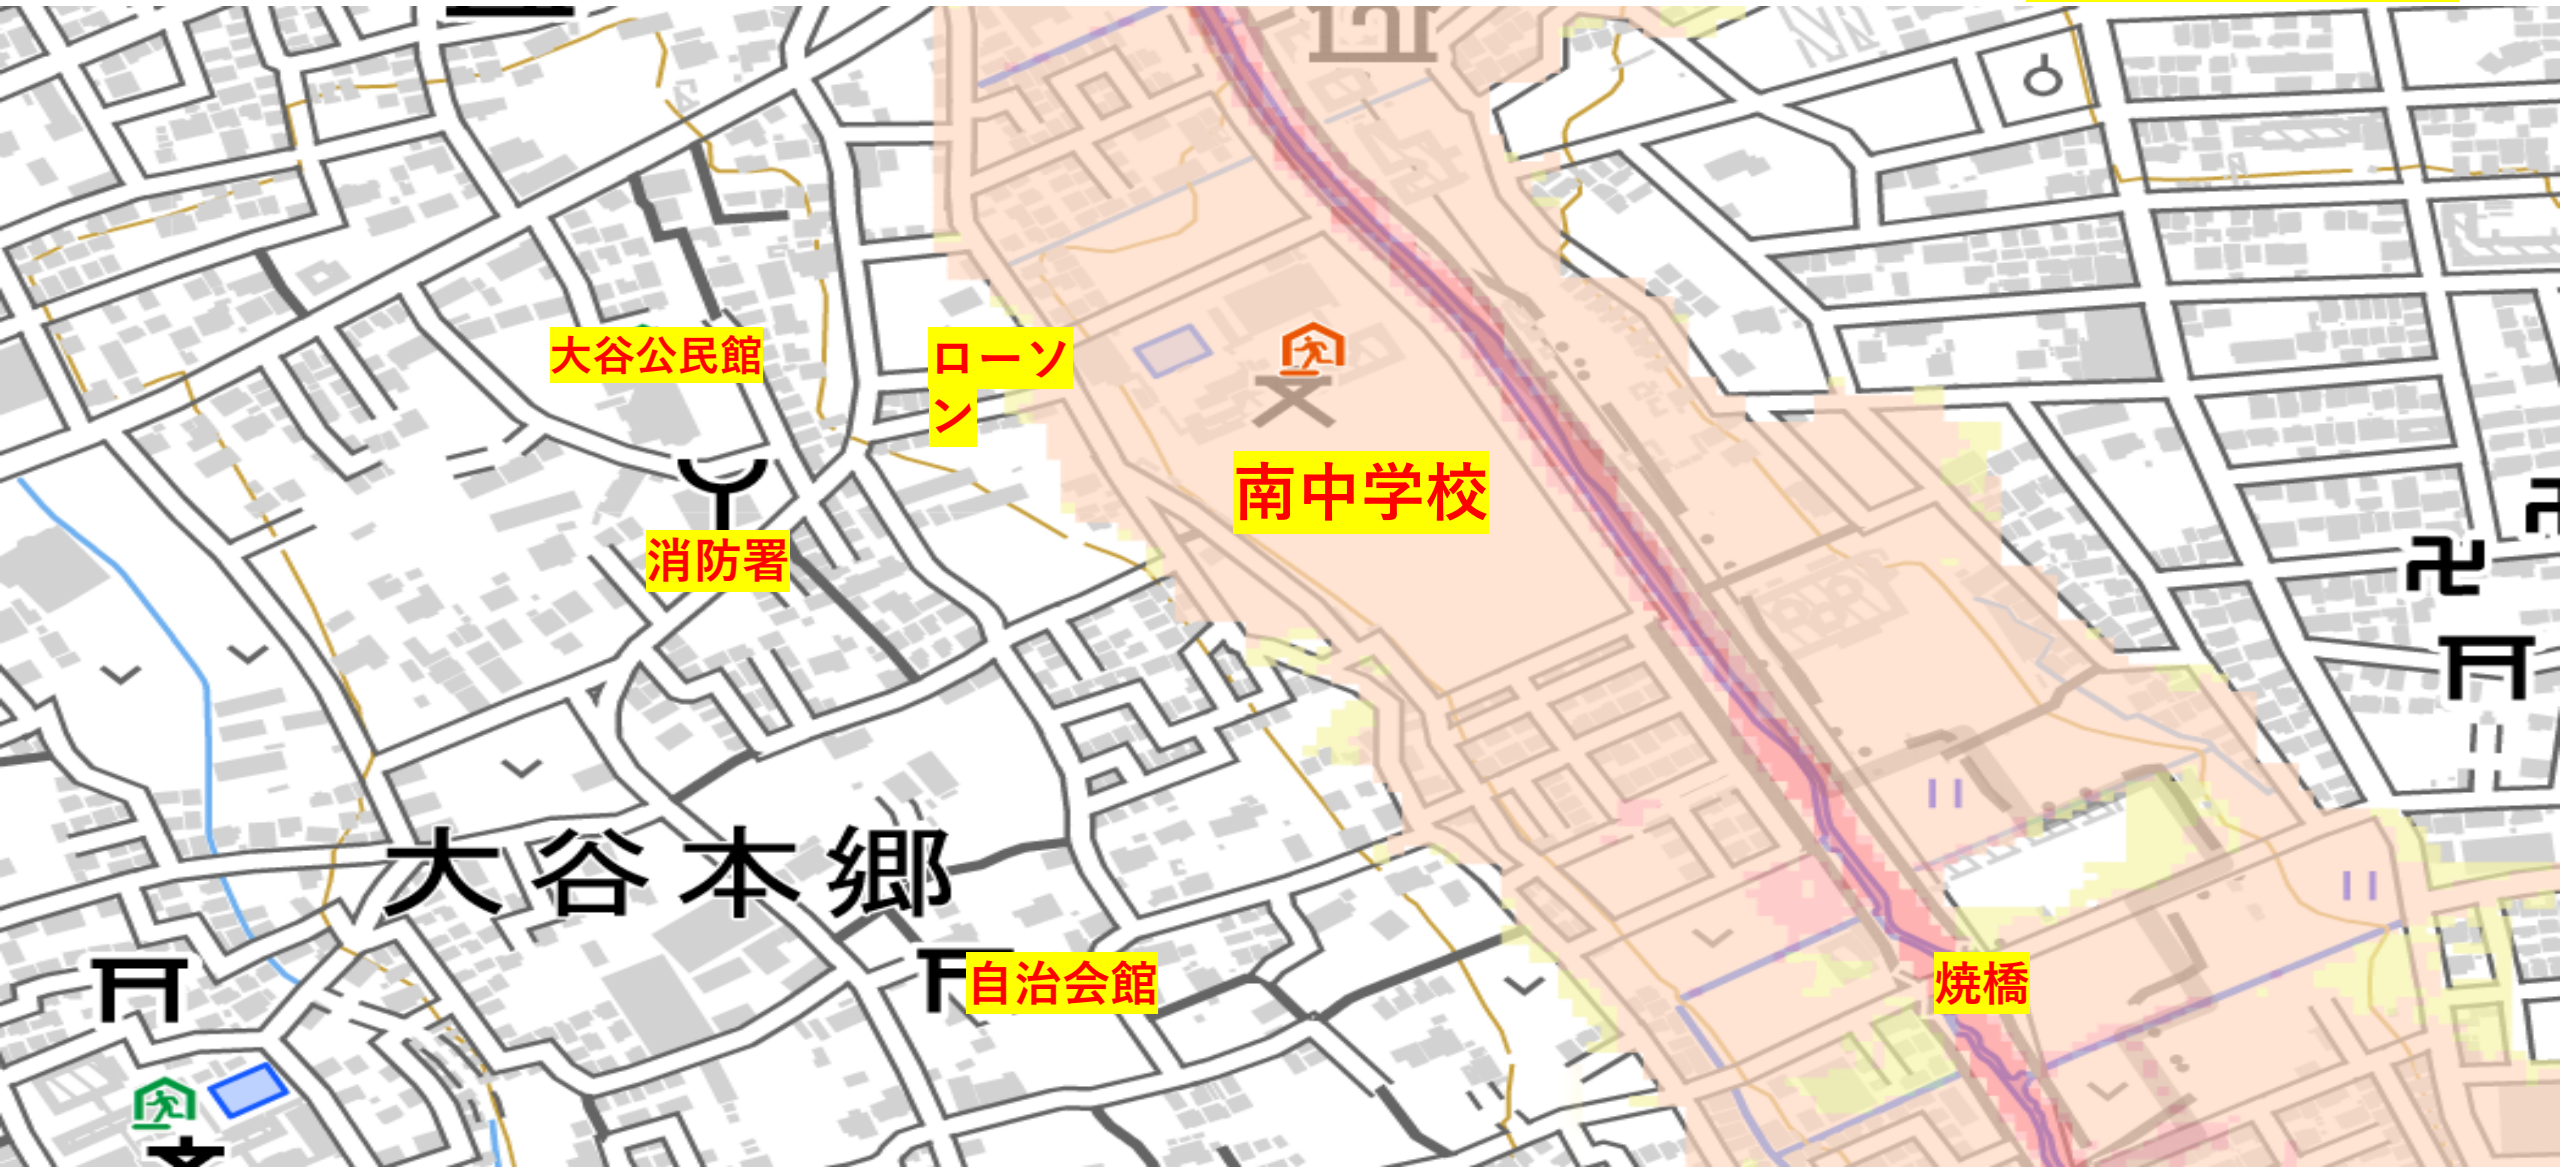 大谷公民館
ローソ
ン
南中学校
消防署
大谷本郷
自治会館
焼橋